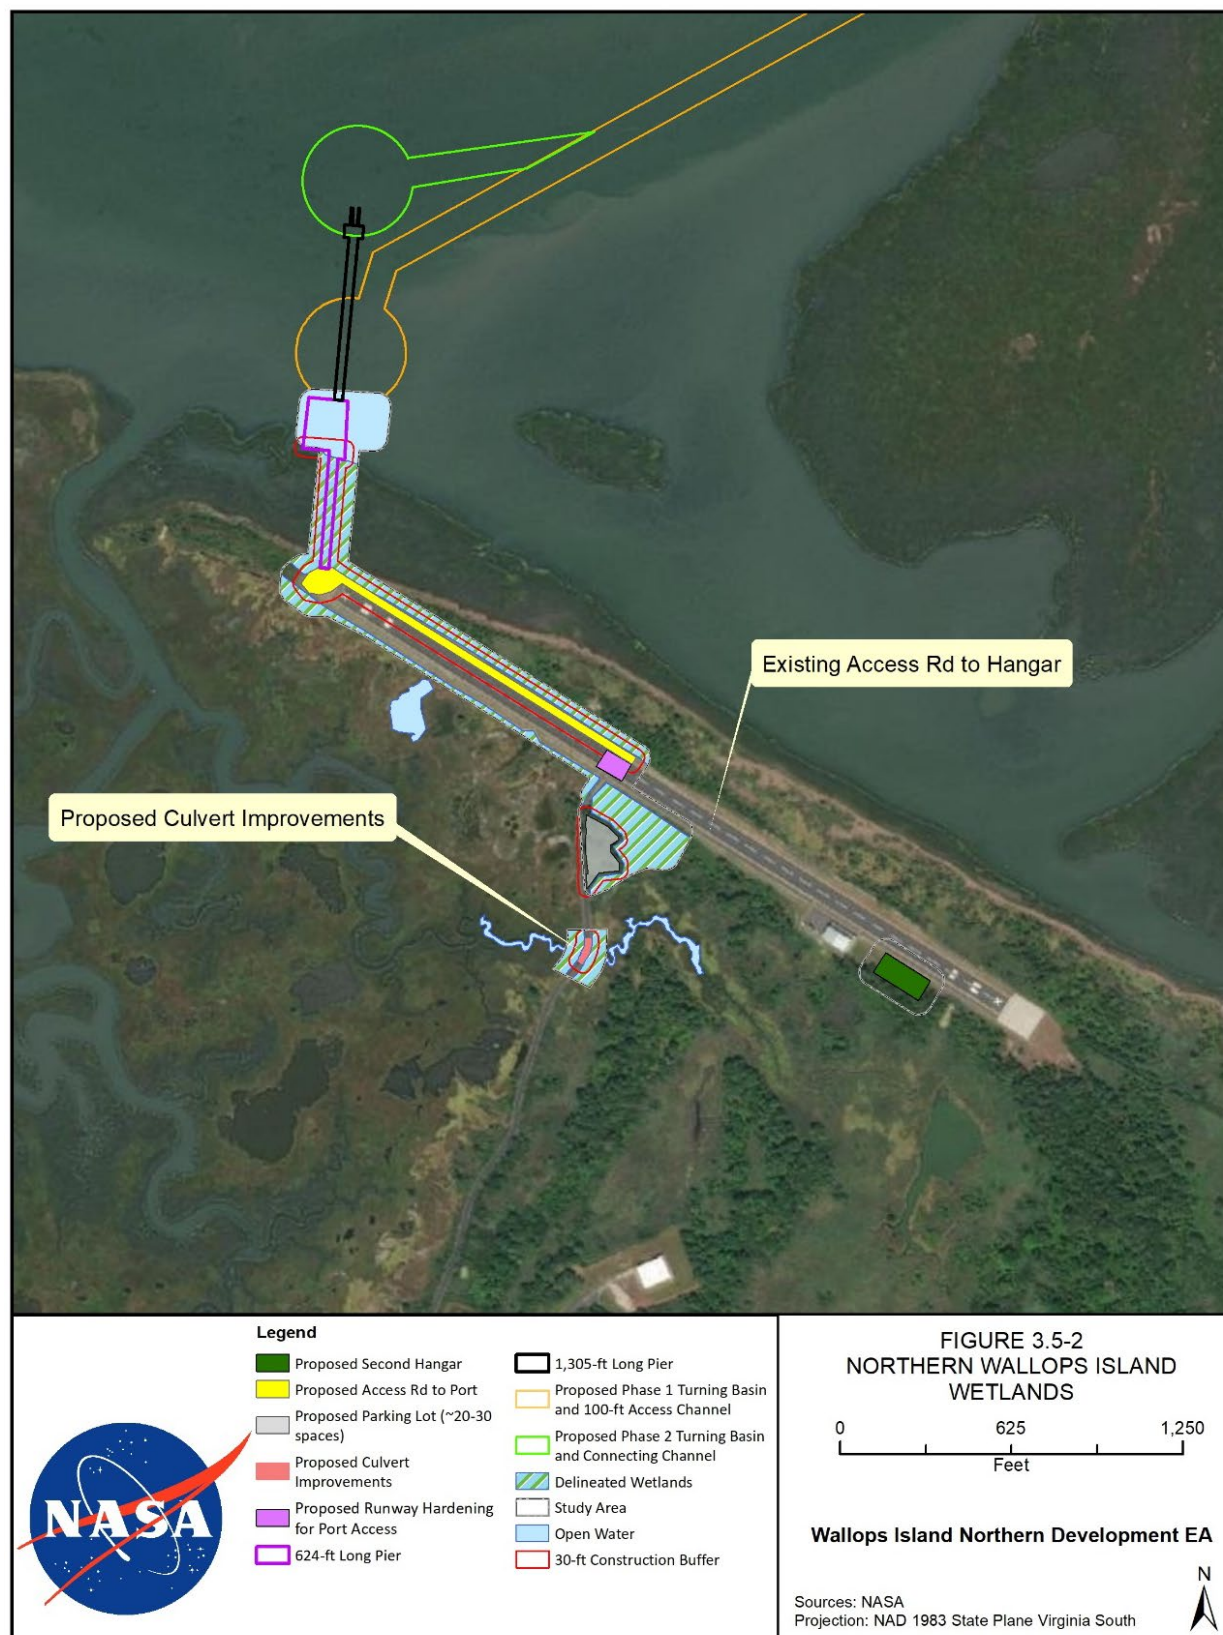 Existing Access Rd to Hangar
Proposed Culvert Improvements
Legend
Proposed Second Hangar
Proposed Access Rd to Port
Proposed Parking Lot (~20-30
spaces)
Proposed Culvert
Improvements
Proposed Runway Hardening
for Port Access
624-ft Long Pier
1,305-ft Long Pier
Proposed Phase 1 Turning Basin
and 100-ft Access Channel
Proposed Phase 2 Turning Basin
and Connecting Channel
Delineated Wetlands
Study Area
Open Water
30-ft Construction Buffer
NASA
FIGURE 3.5-2
NORTHERN WALLOPS ISLAND
WETLANDS
0 625 1,250
Feet
Wallops Island Northern Development EA
N
Sources: NASA
Projection: NAD 1983 State Plane Virginia South